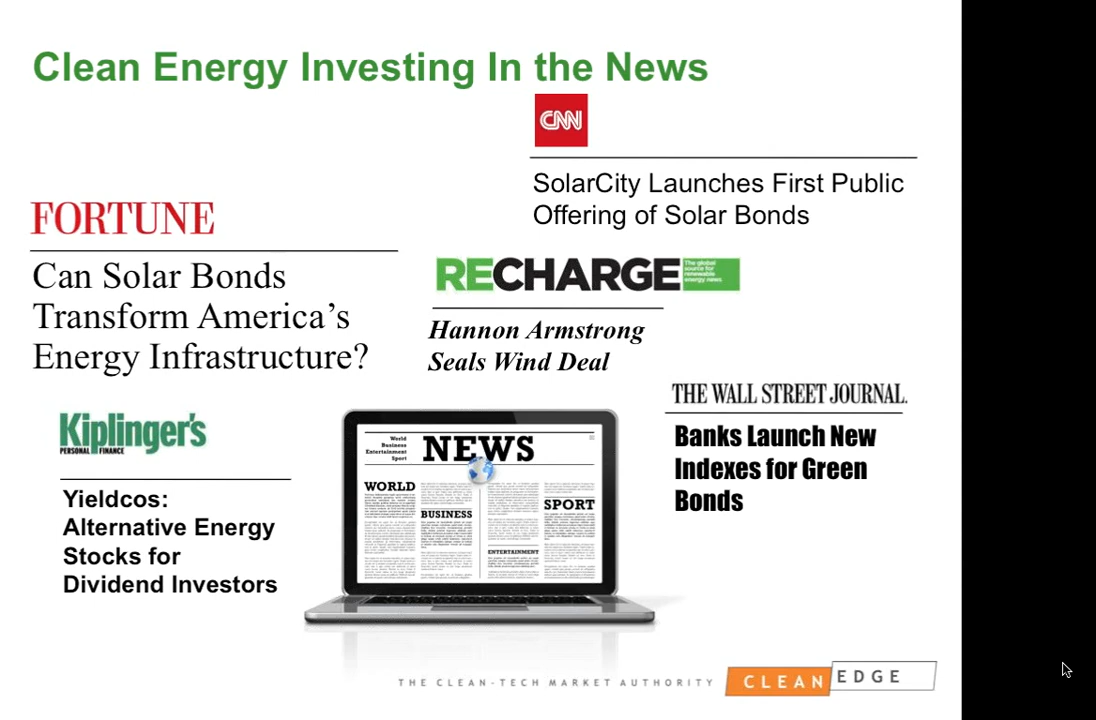 Clean Energy Investing In the News
CNN
SolarCity Launches First Public
Offering of Solar Bonds
FORTUNE
Can Solar Bonds
Transform America’s
Energy Infrastructure?
RECHARGE
The global
source for
renewable
energy news
Hannon Armstrong
Seals Wind Deal
THE WALL STREET JOURNAL.
Banks Launch New
Indexes for Green
Bonds
Kiplinger's
PERSONAL FINANCE
Yieldcos:
Alternative Energy
Stocks for
Dividend Investors
World
Business
Entertainment
Sport
NEWS
WORLD
BUSINESS
SPORT
ENTERTAINMENT
THE CLEAN-TECH MARKET AUTHORITY
CLEAN EDGE